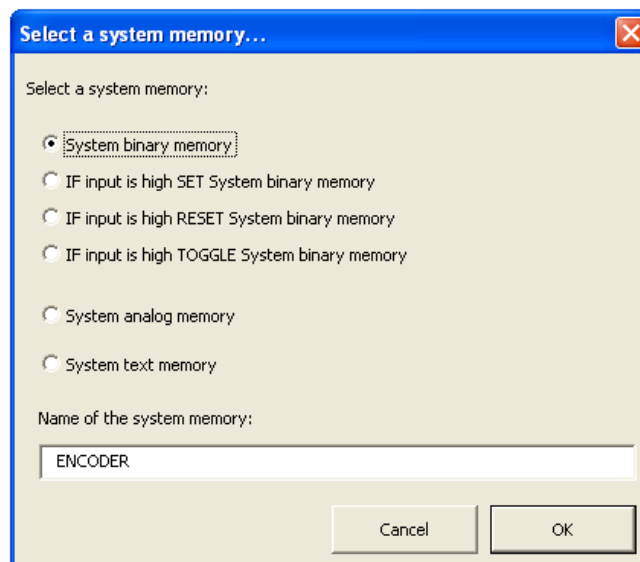 Select a system memory...
Select a system memory:
System binary memory
IF input is high SET System binary memory
IF input is high RESET System binary memory
IF input is high TOGGLE System binary memory
System analog memory
System text memory
Name of the system memory:
ENCODER
Cancel OK